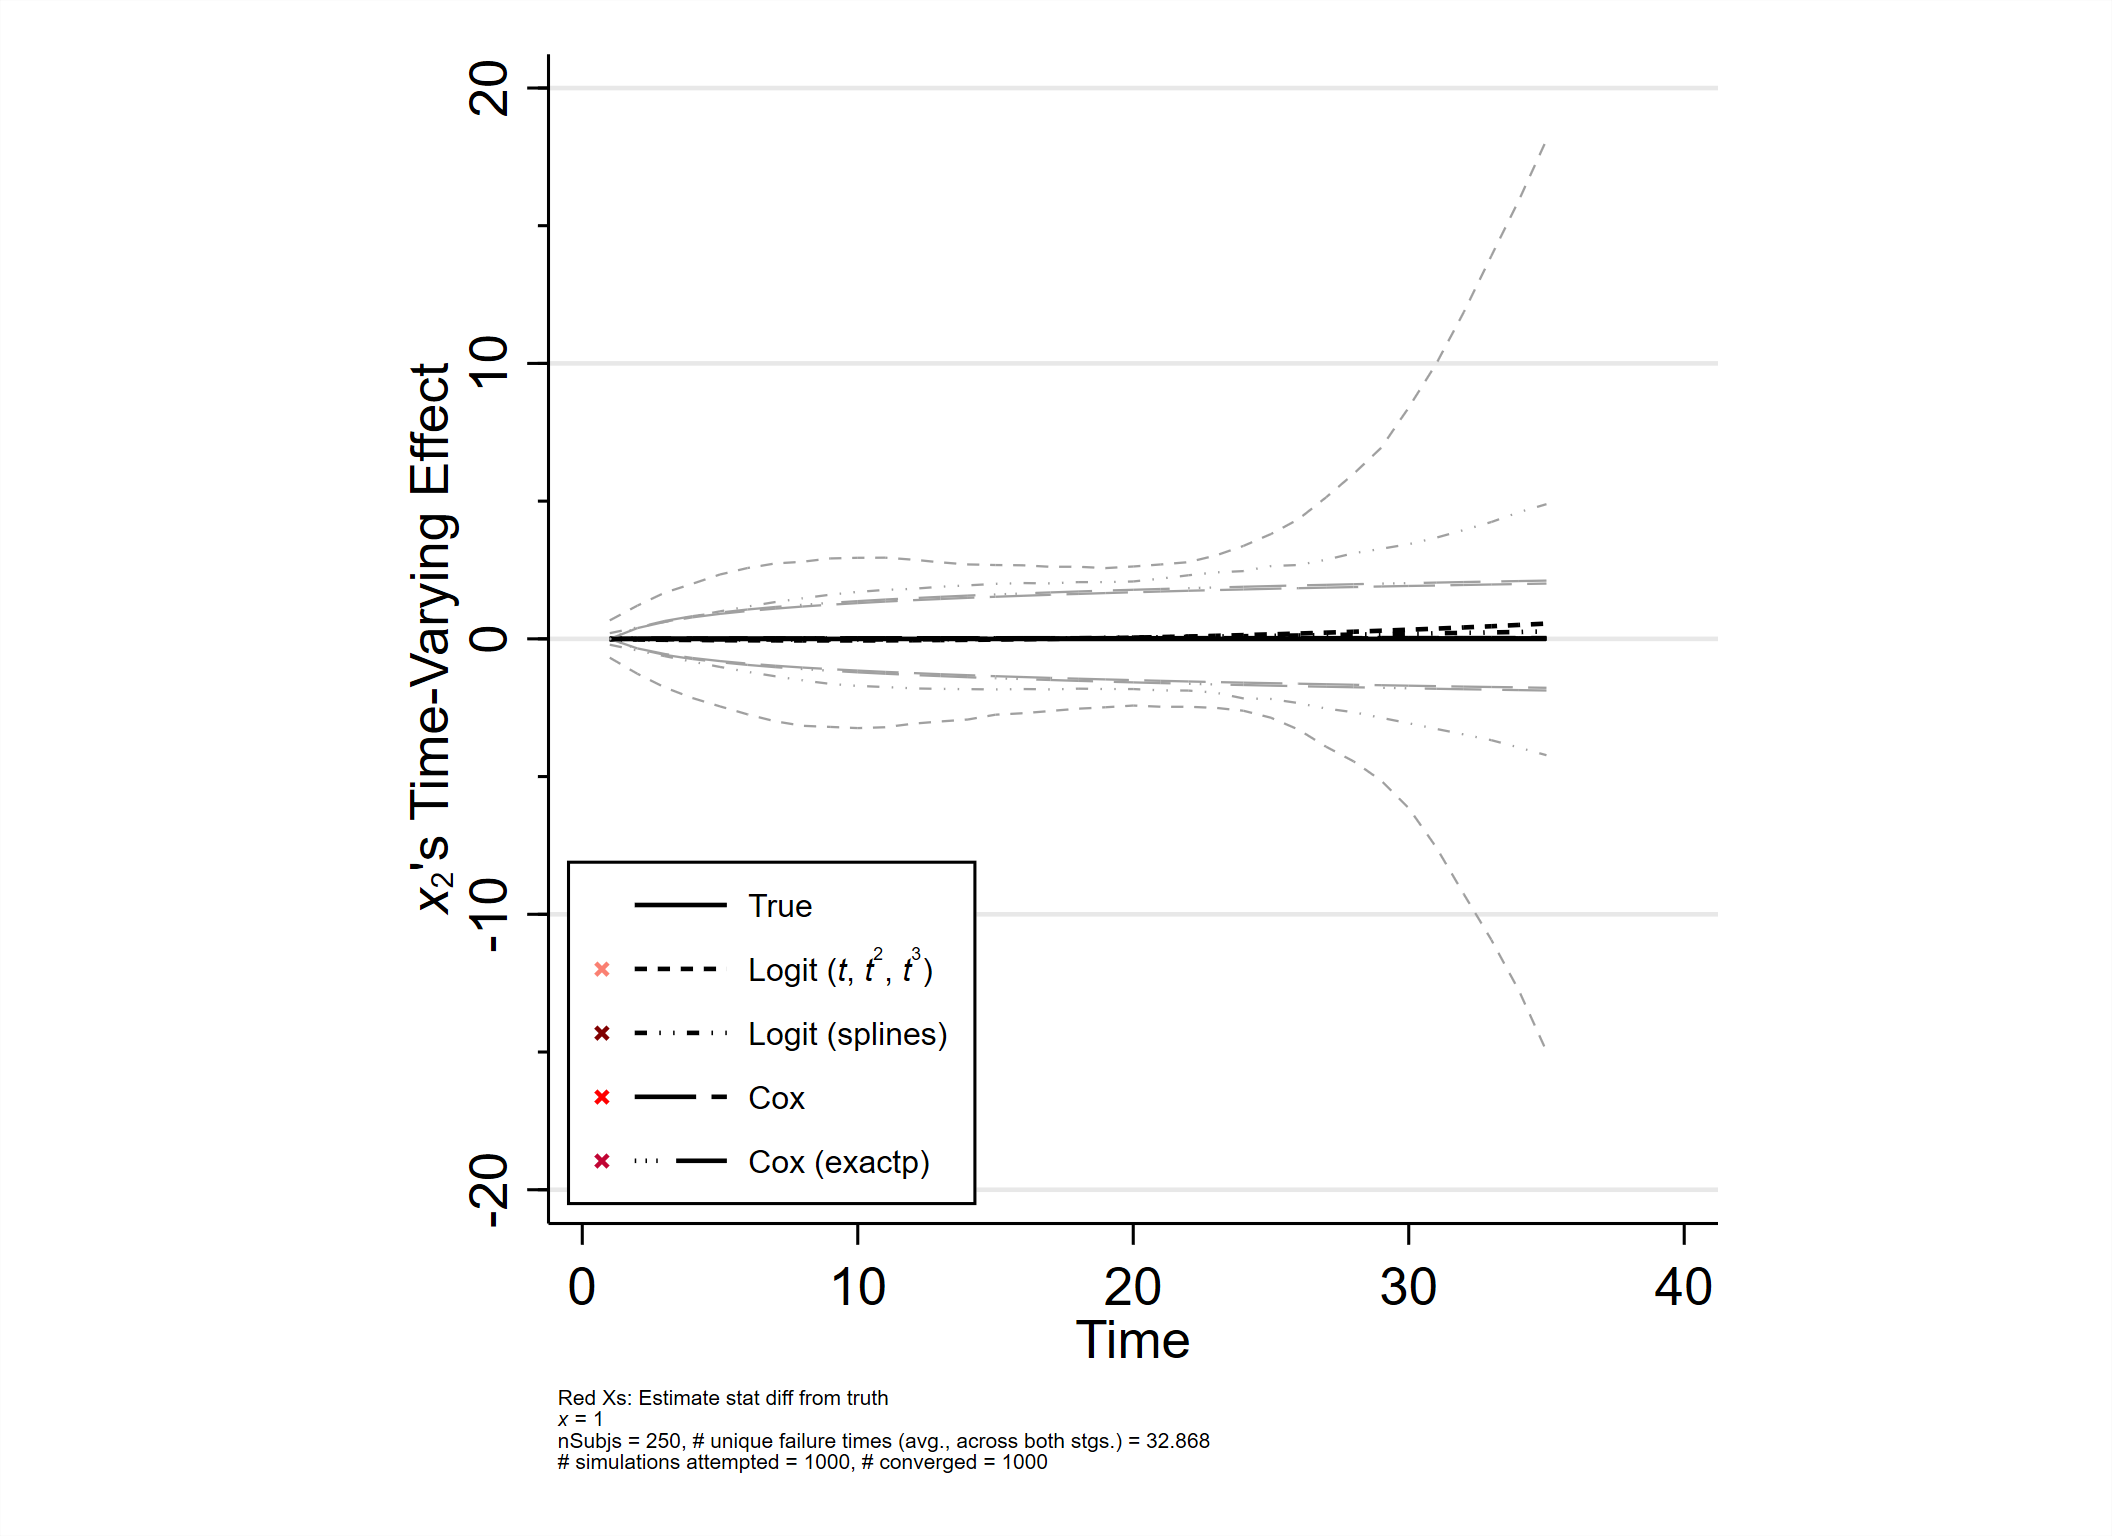 20
10
0
-10
-20
x₂'s Time-Varying Effect
True
Logit (t, t², t³)
Logit (splines)
Cox
Cox (exactp)
0 10 20 30 40
Time
Red Xs: Estimate stat diff from truth
x = 1
nSubjs = 250, # unique failure times (avg., across both stgs.) = 32.868
# simulations attempted = 1000, # converged = 1000